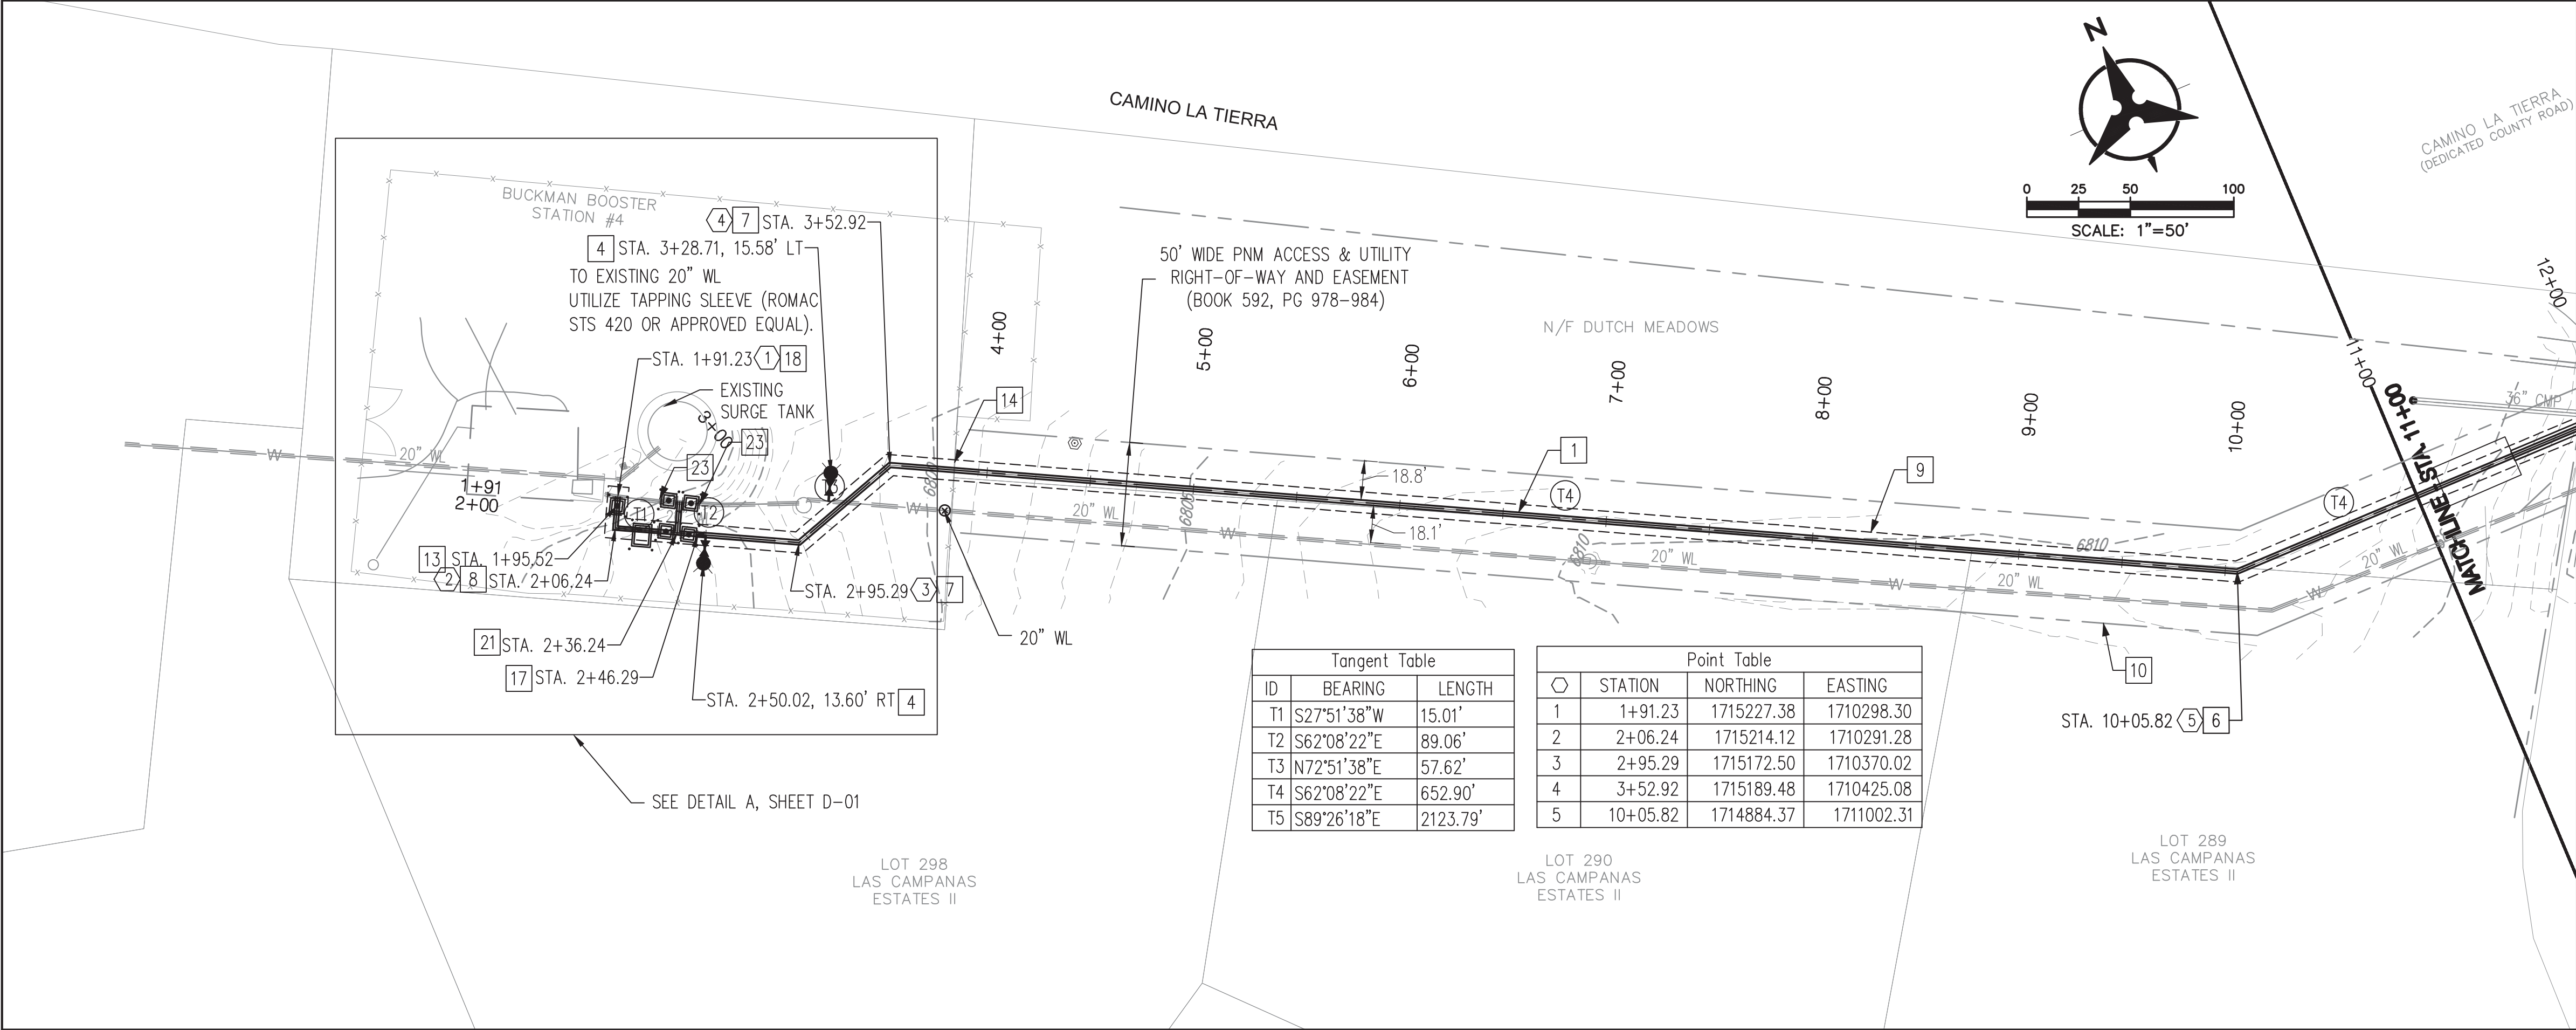 CAMINO LA TIERRA
N
0 25 50 100
SCALE: 1"=50'
CAMINO LA TIERRA
(DEDICATED COUNTY ROAD)
BUCKMAN BOOSTER
STATION #4
4 7 STA. 3+52.92
4 STA. 3+28.71, 15.58' LT
TO EXISTING 20" WL
UTILIZE TAPPING SLEEVE (ROMAC
STS 420 OR APPROVED EQUAL).
STA. 1+91.23 1 18
EXISTING
SURGE TANK
3+00
23
23
50' WIDE PNM ACCESS & UTILITY
RIGHT-OF-WAY AND EASEMENT
(BOOK 592, PG 978-984)
N/F DUTCH MEADOWS
4+00
5+00
6+00
7+00
8+00
9+00
10+00
11+00
12+00
MATCHLINE-STA. 11+00
36" CMP
14
1
9
18.8'
18.1'
T4
T4
W
20" WL
1+91
2+00
T1
T2
T3
6800
W
20" WL
6805
W
6810
20" WL
6810
W
20" WL
W
20" WL
13 STA. 1+95.52
2 8 STA. 2+06.24
STA. 2+95.29 3 7
21 STA. 2+36.24
17 STA. 2+46.29
STA. 2+50.02, 13.60' RT 4
20" WL
10
STA. 10+05.82 5 6
SEE DETAIL A, SHEET D-01
Tangent Table
ID BEARING LENGTH
T1 S27°51'38"W 15.01'
T2 S62°08'22"E 89.06'
T3 N72°51'38"E 57.62'
T4 S62°08'22"E 652.90'
T5 S89°26'18"E 2123.79'
Point Table
STATION NORTHING EASTING
1 1+91.23 1715227.38 1710298.30
2 2+06.24 1715214.12 1710291.28
3 2+95.29 1715172.50 1710370.02
4 3+52.92 1715189.48 1710425.08
5 10+05.82 1714884.37 1711002.31
LOT 298
LAS CAMPANAS
ESTATES II
LOT 290
LAS CAMPANAS
ESTATES II
LOT 289
LAS CAMPANAS
ESTATES II